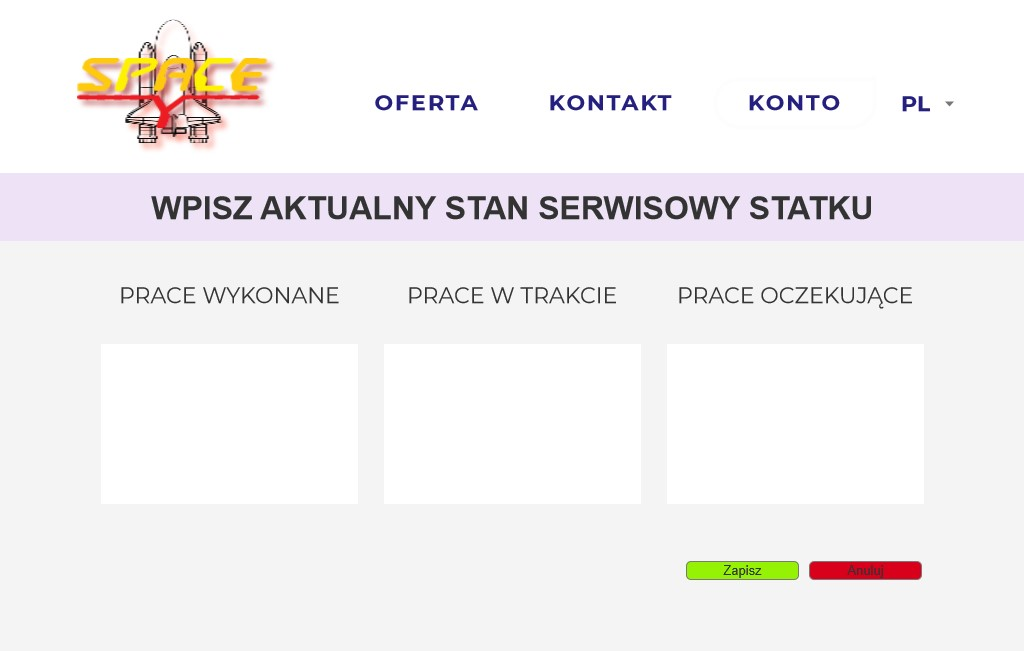 SPACE
Y
OFERTA
KONTAKT
KONTO
PL
WPISZ AKTUALNY STAN SERWISOWY STATKU
PRACE WYKONANE
PRACE W TRAKCIE
PRACE OCZEKUJĄCE
Zapisz
Anuluj